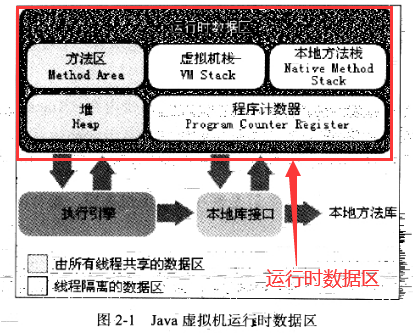 运行时数据区
方法区
Method Area
虚拟机栈
VM Stack
本地方法栈
Native Method
Stack
堆
Heap
程序计数器
Program Counter Register
执行引擎
本地库接口
本地方法库
由所有线程共享的数据区
线程隔离的数据区
运行时数据区
图 2-1 Java 虚拟机运行时数据区